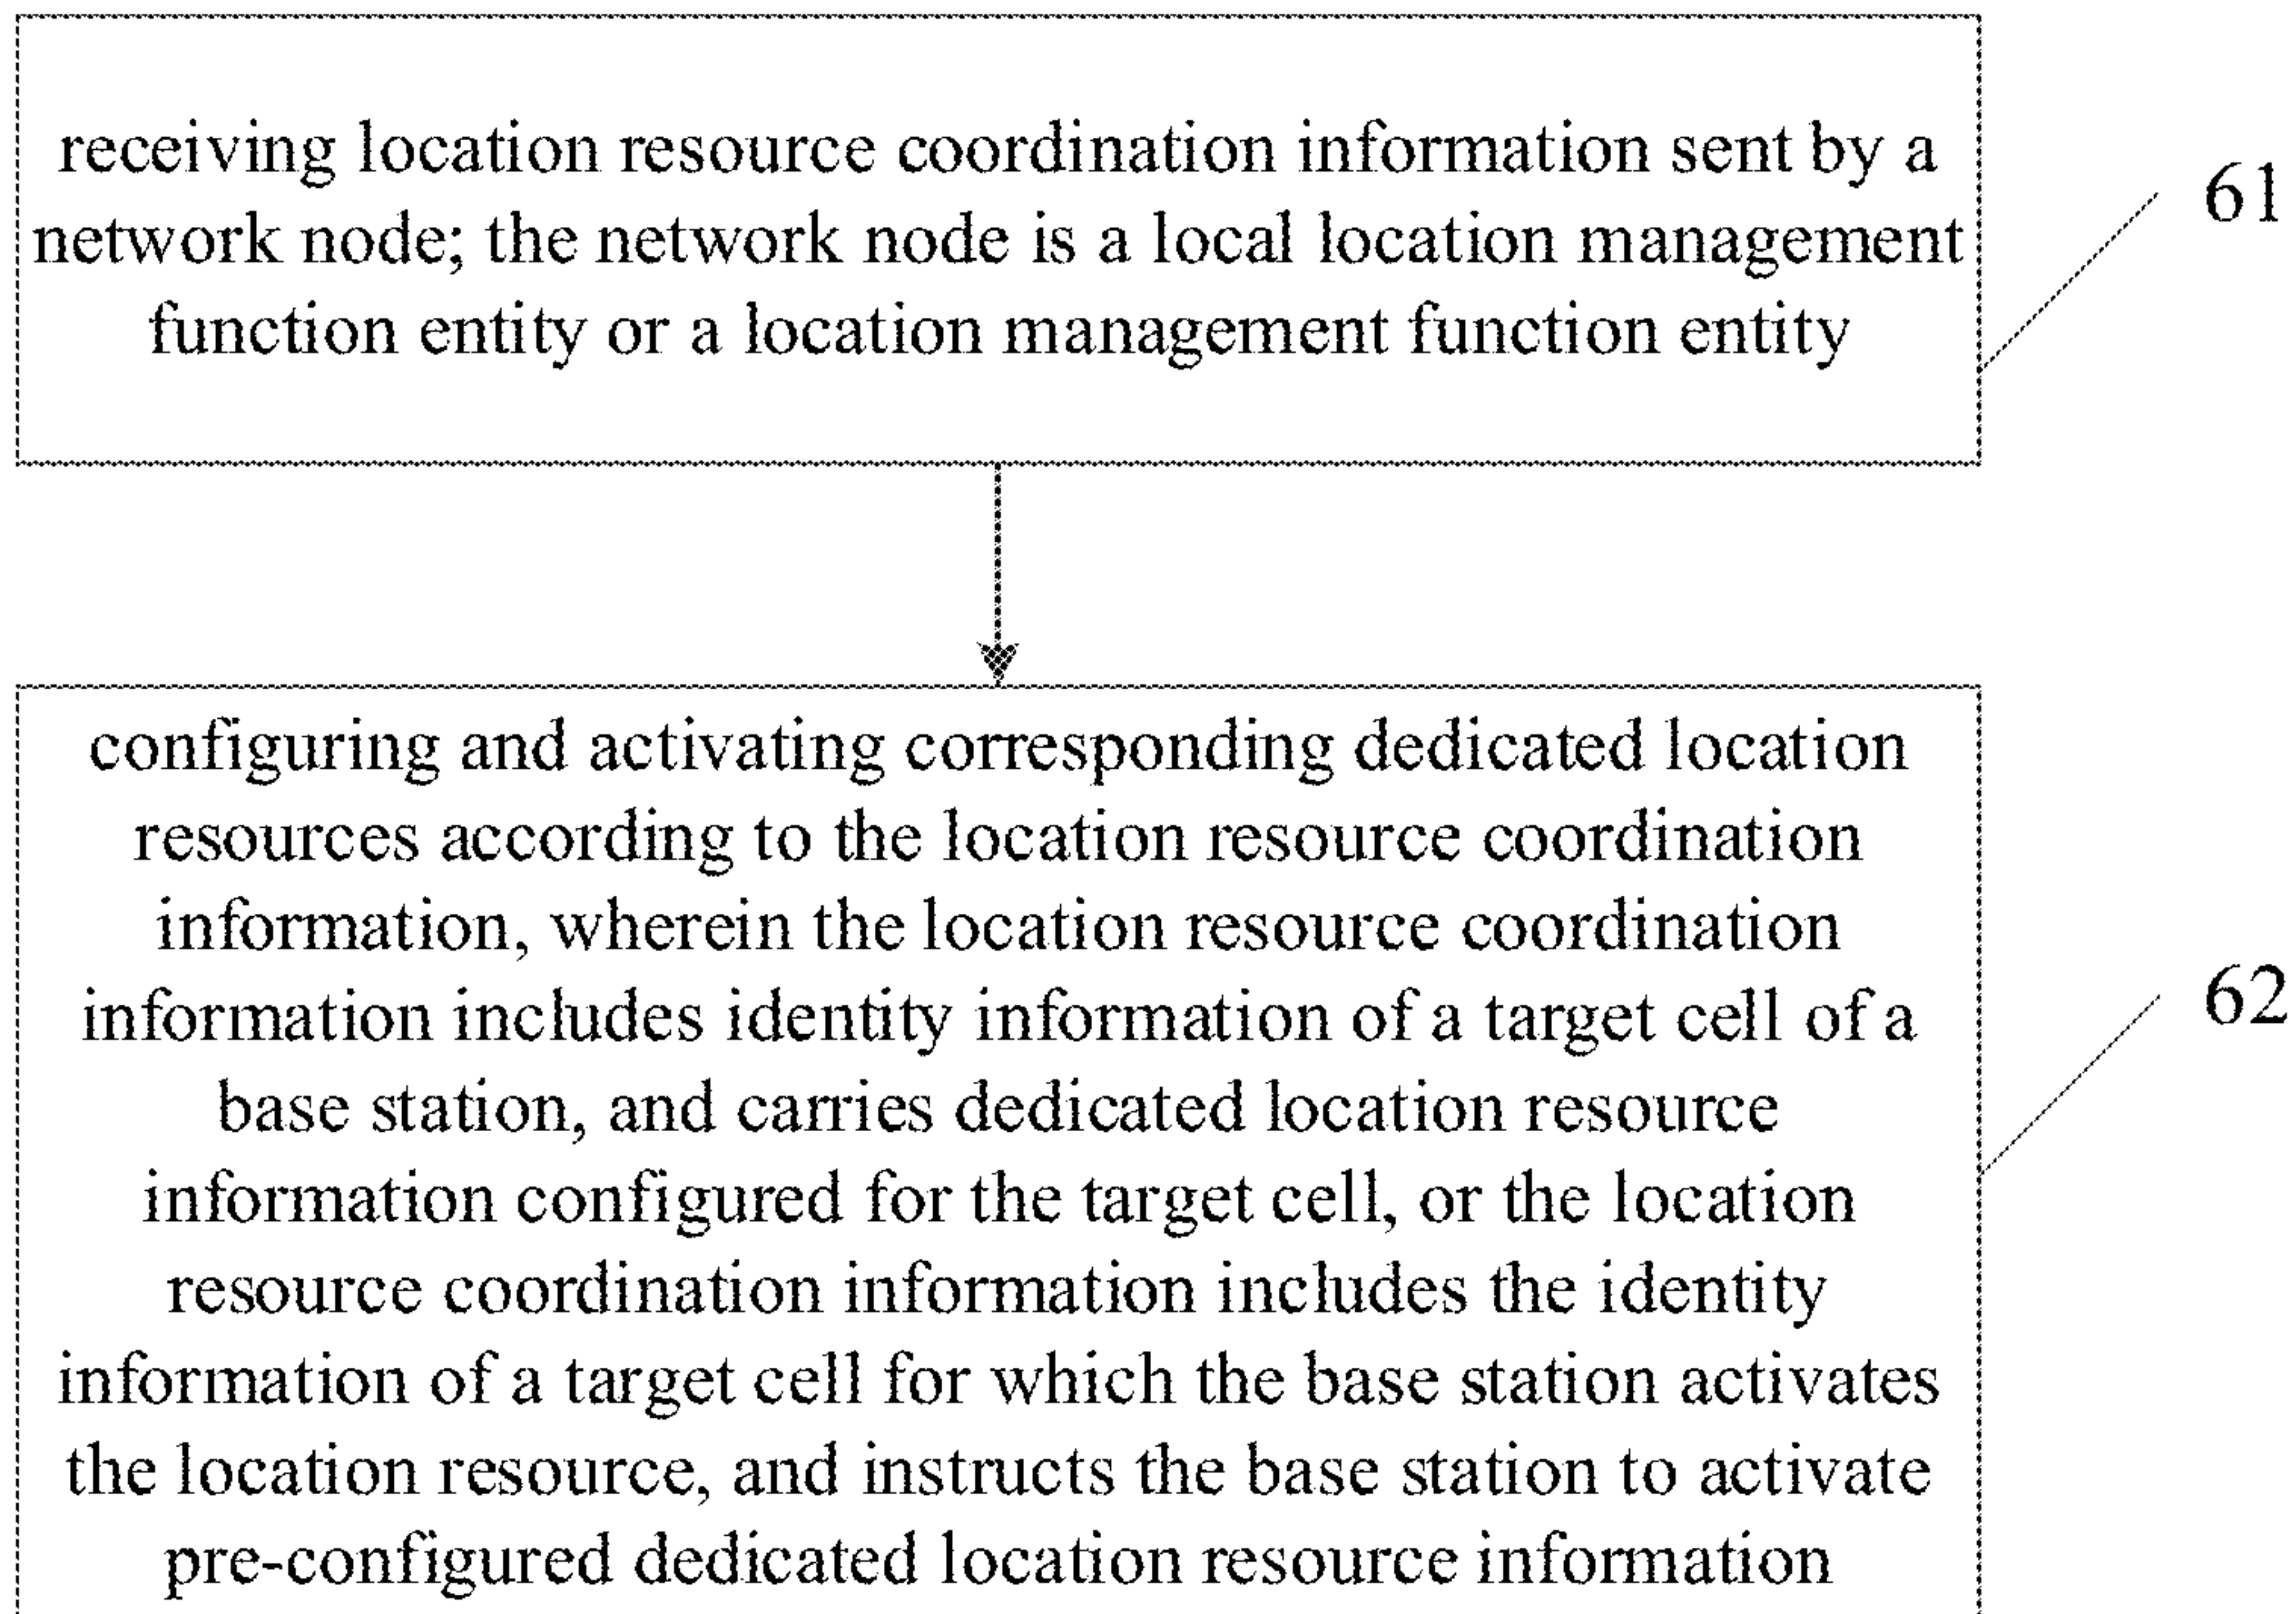 receiving location resource coordination information sent by a
network node; the network node is a local location management
function entity or a location management function entity
61
configuring and activating corresponding dedicated location
resources according to the location resource coordination
information, wherein the location resource coordination
information includes identity information of a target cell of a
base station, and carries dedicated location resource
information configured for the target cell, or the location
resource coordination information includes the identity
information of a target cell for which the base station activates
the location resource, and instructs the base station to activate
pre-configured dedicated location resource information
62